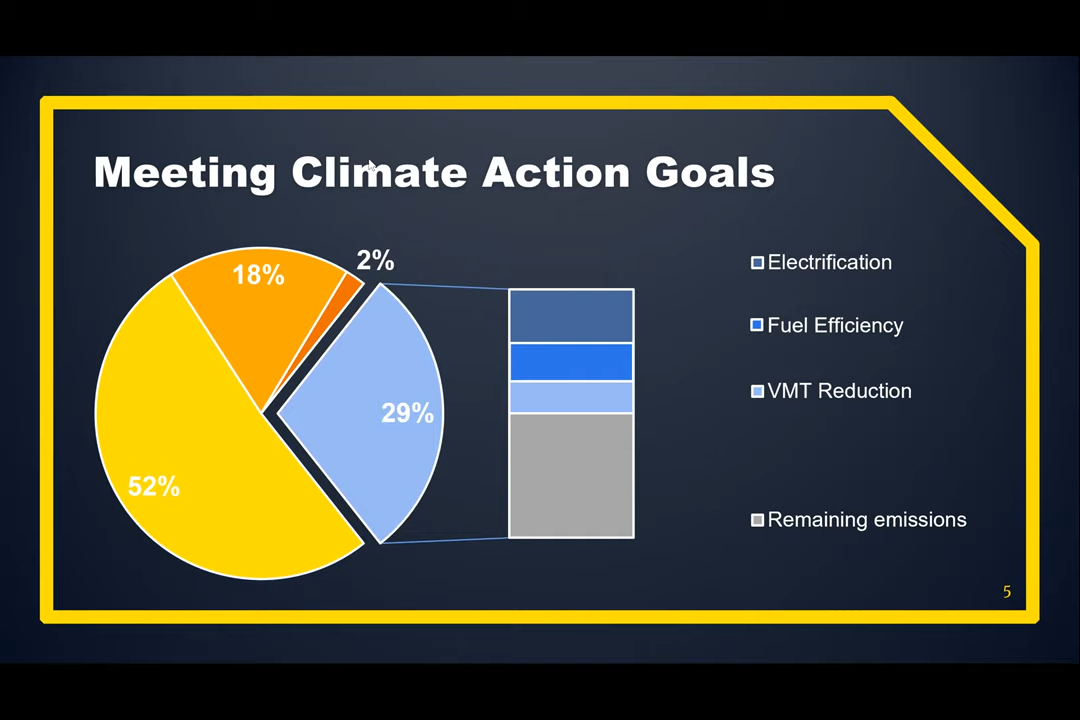 Meeting Climate Action Goals
18%
2%
29%
52%
Electrification
Fuel Efficiency
VMT Reduction
Remaining emissions
5